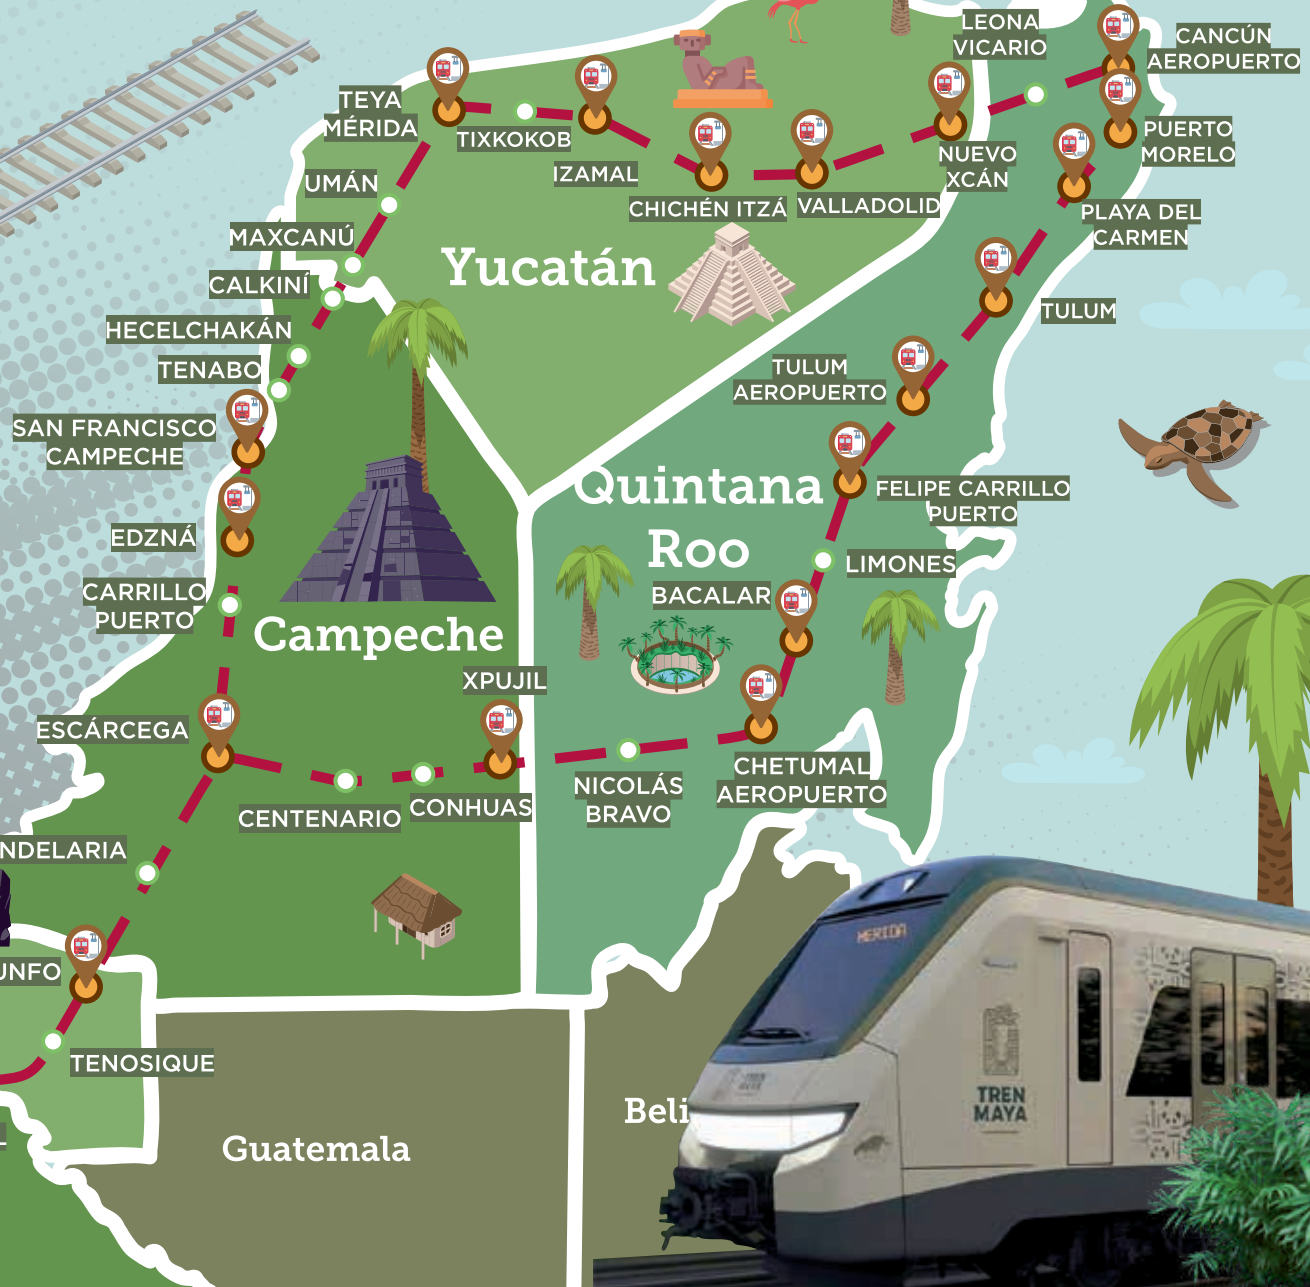 LEONA
VICARIO
CANCÚN
AEROPUERTO
TEYA
MÉRIDA
TIXKOKOB
IZAMAL
CHICHÉN ITZÁ
VALLADOLID
NUEVO
XCÁN
PUERTO
MORELO
PLAYA DEL
CARMEN
UMÁN
MAXCANÚ
CALKINÍ
Yucatán
TULUM
HECELCHAKÁN
TENABO
TULUM
AEROPUERTO
SAN FRANCISCO
CAMPECHE
Quintana
Roo
FELIPE CARRILLO
PUERTO
EDZNÁ
LIMONES
BACALAR
CARRILLO
PUERTO
Campeche
XPUJIL
ESCÁRCEGA
CENTENARIO
CONHUAS
NICOLÁS
BRAVO
CHETUMAL
AEROPUERTO
NDELARIA
MERIDA
UNFO
TENOSIQUE
Guatemala
Beli
TREN
MAYA